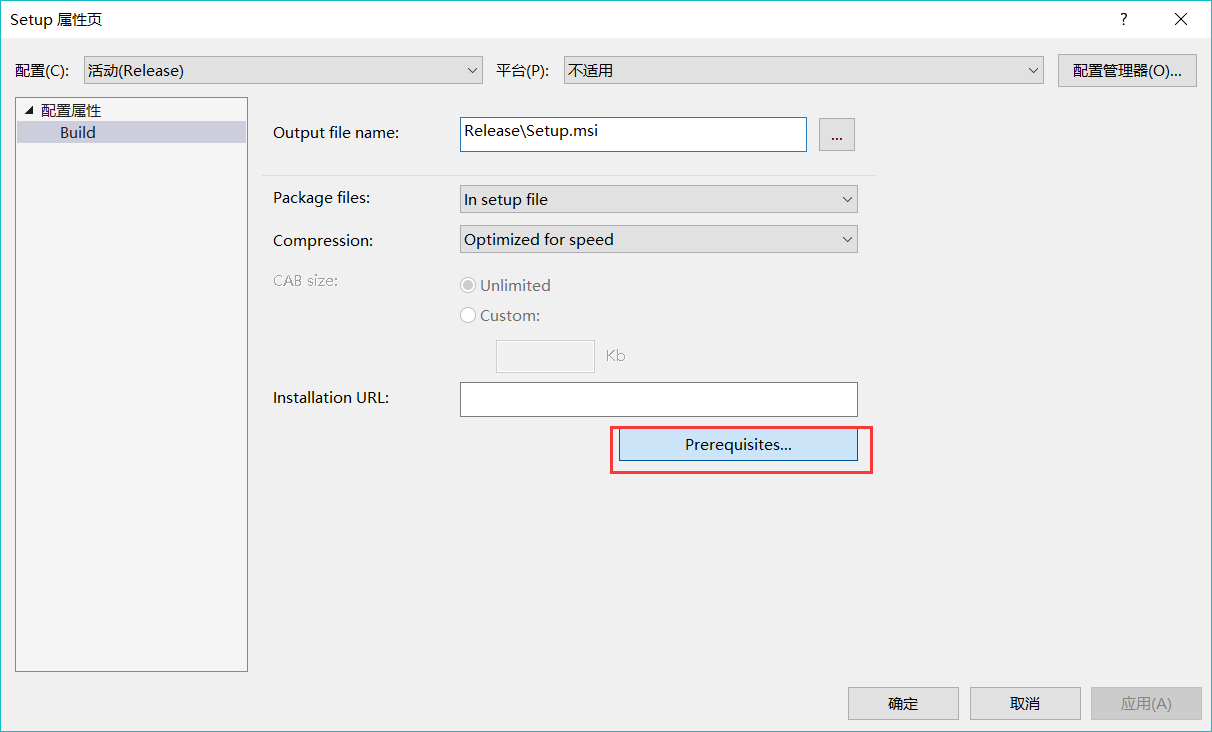 Setup 属性页
配置(C): 活动(Release) 平台(P): 不适用 配置管理器(O)...
配置属性
Build
Output file name: Release\Setup.msi ...
Package files: In setup file
Compression: Optimized for speed
CAB size: Unlimited
Custom:
Kb
Installation URL:
Prerequisites...
确定 取消 应用(A)